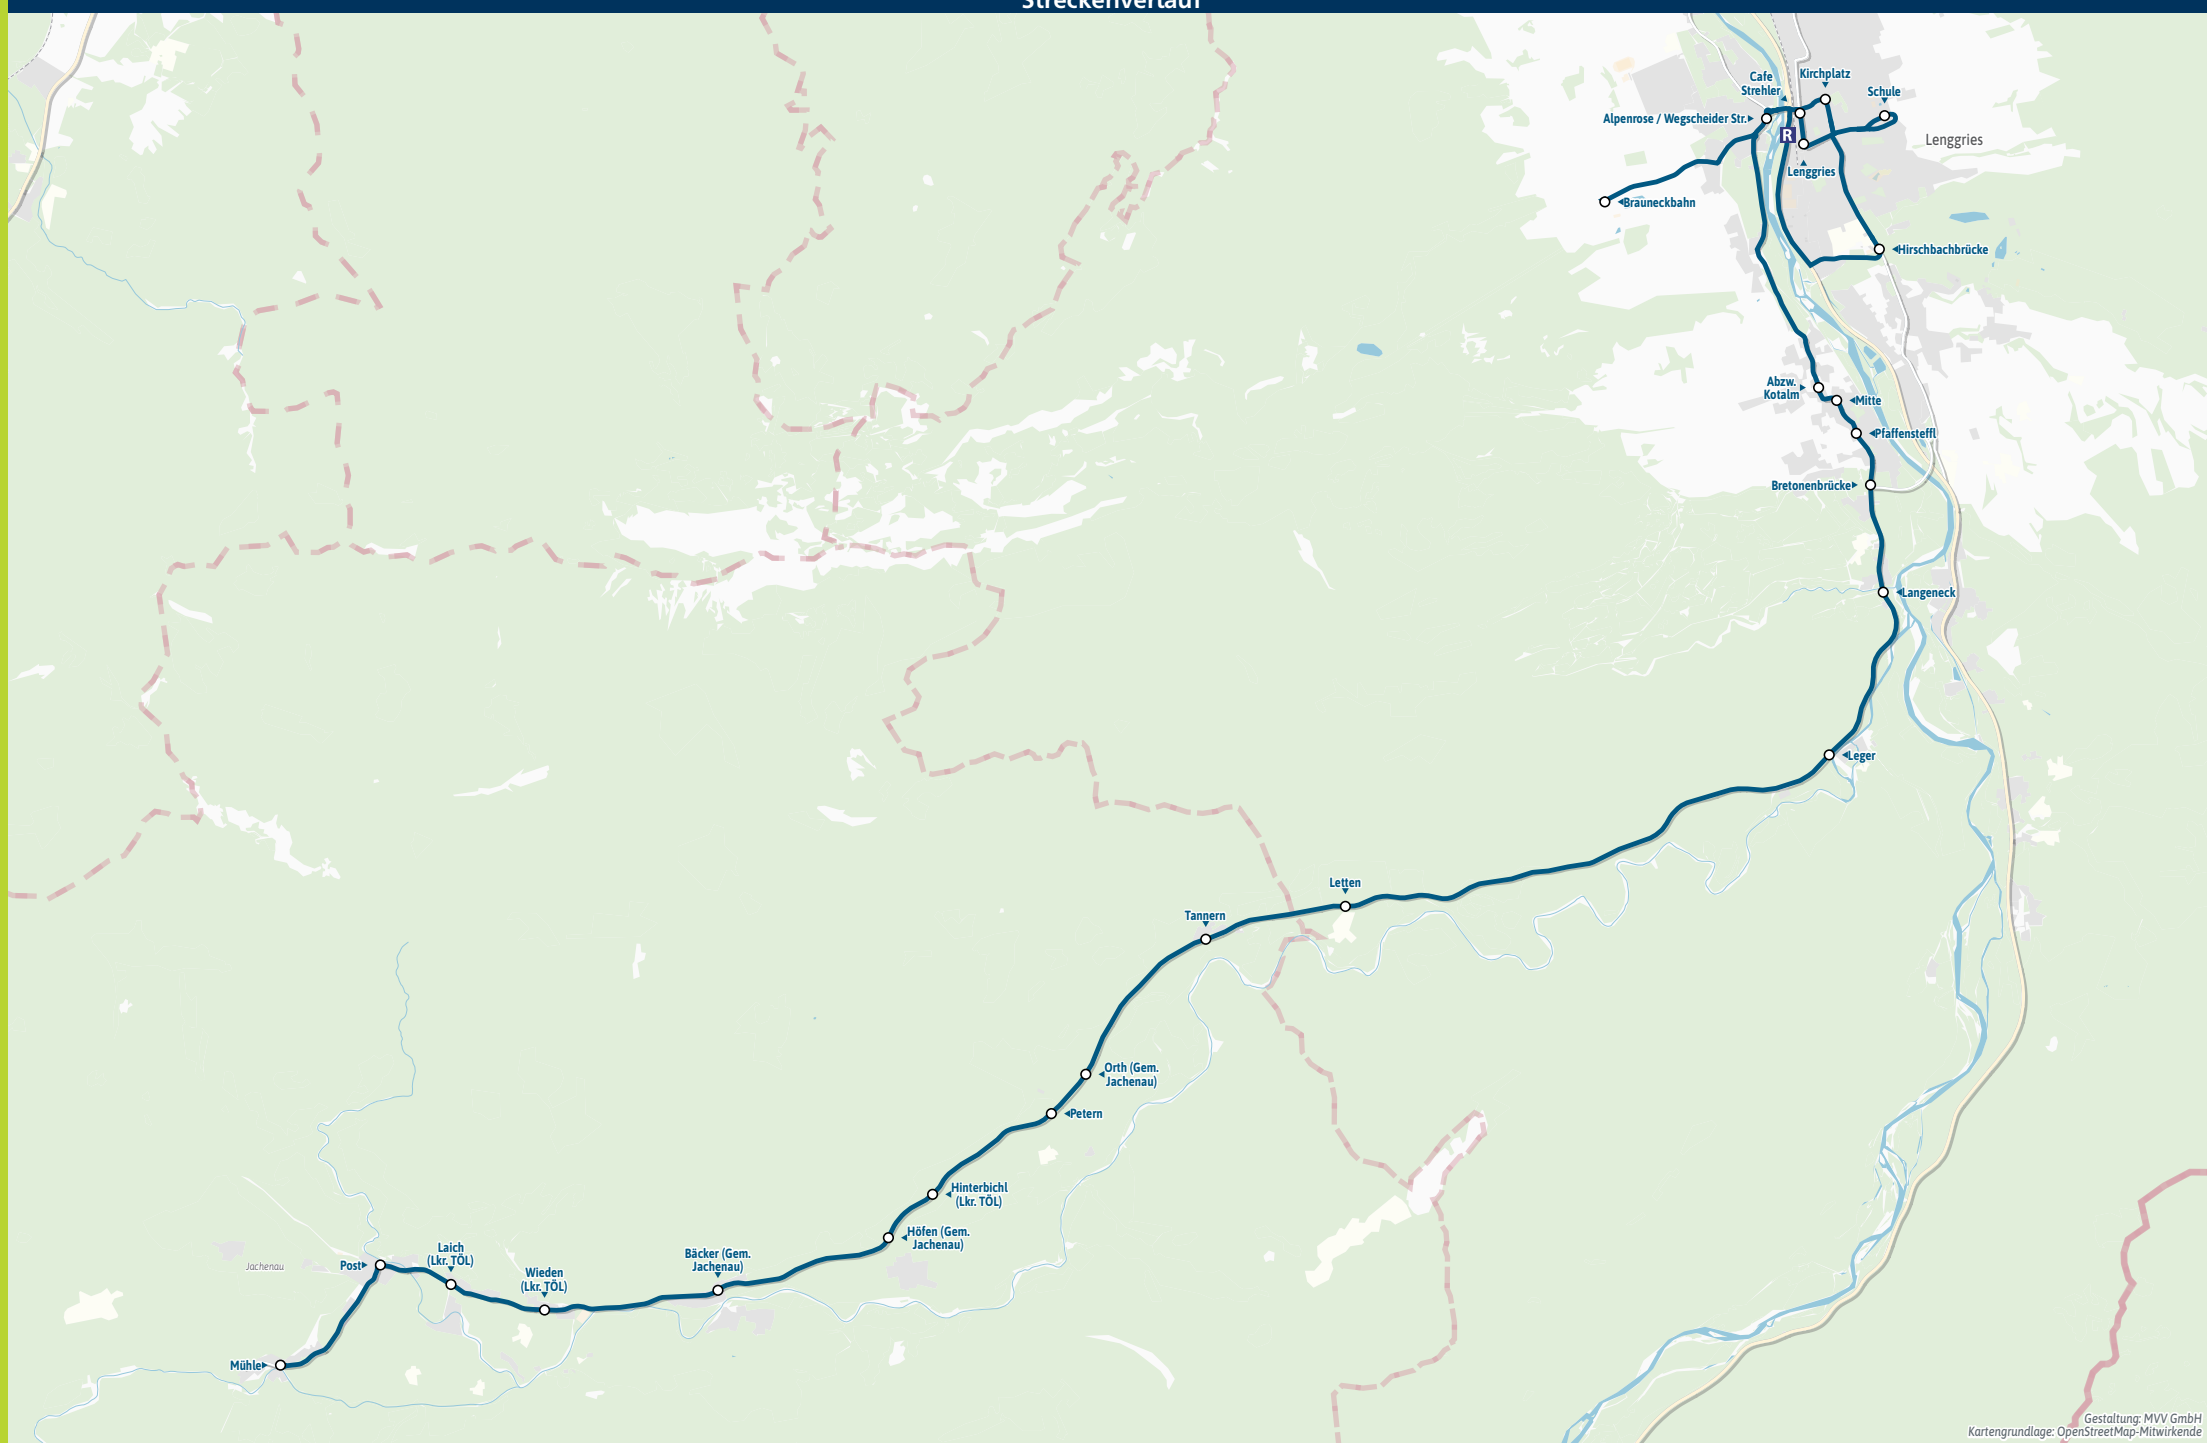 Streckenverlauf
Cafe
Strehler
Kirchplatz
Schule
Alpenrose / Wegscheider Str.
R
Lenggries
Lenggries
Brauneckbahn
Hirschbachbrücke
Abzw.
Kotalm
Mitte
Pfaffensteffl
Bretonenbrücke
Langeneck
Leger
Letten
Tannern
Orth (Gem.
Jachenau)
Petern
Hinterbichl
(Lkr. TÖL)
Höfen (Gem.
Jachenau)
Bäcker (Gem.
Jachenau)
Laich
(Lkr. TÖL)
Wieden
(Lkr. TÖL)
Post
Jachenau
Mühle
Gestaltung: MVV GmbH
Kartengrundlage: OpenStreetMap-Mitwirkende